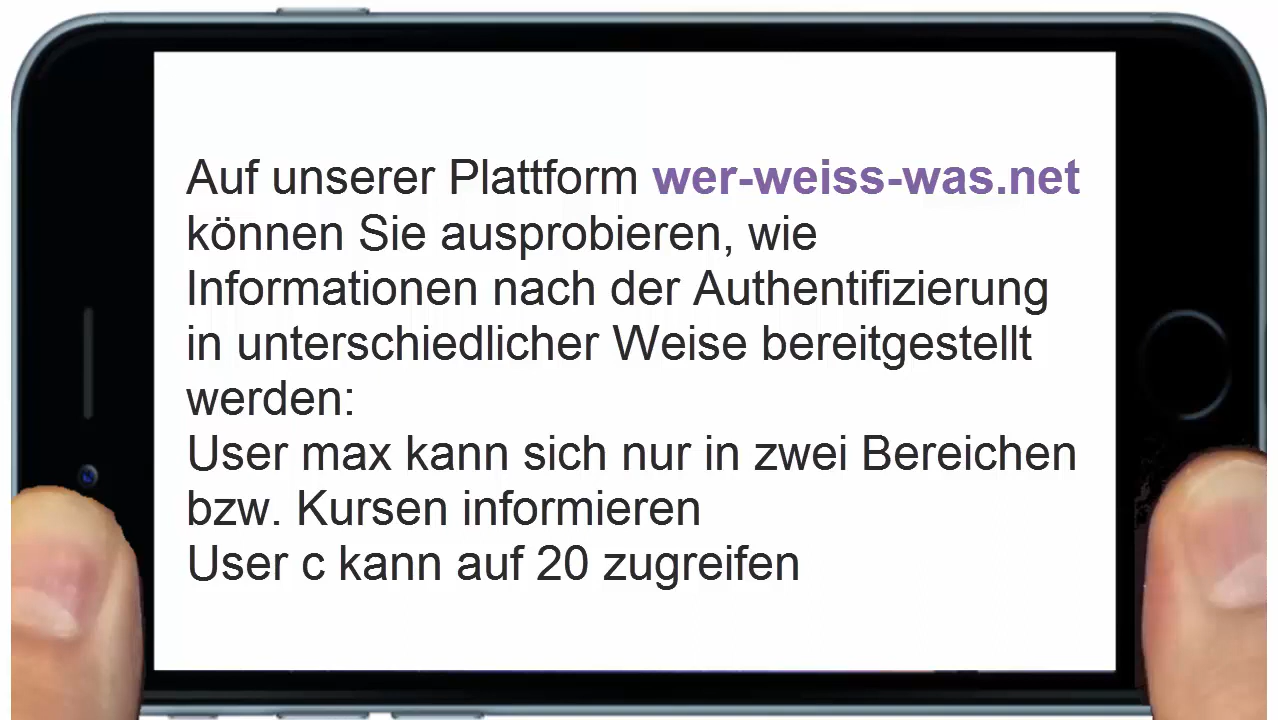 Auf unserer Plattform wer-weiss-was.net
können Sie ausprobieren, wie
Informationen nach der Authentifizierung
in unterschiedlicher Weise bereitgestellt
werden:
User max kann sich nur in zwei Bereichen
bzw. Kursen informieren
User c kann auf 20 zugreifen